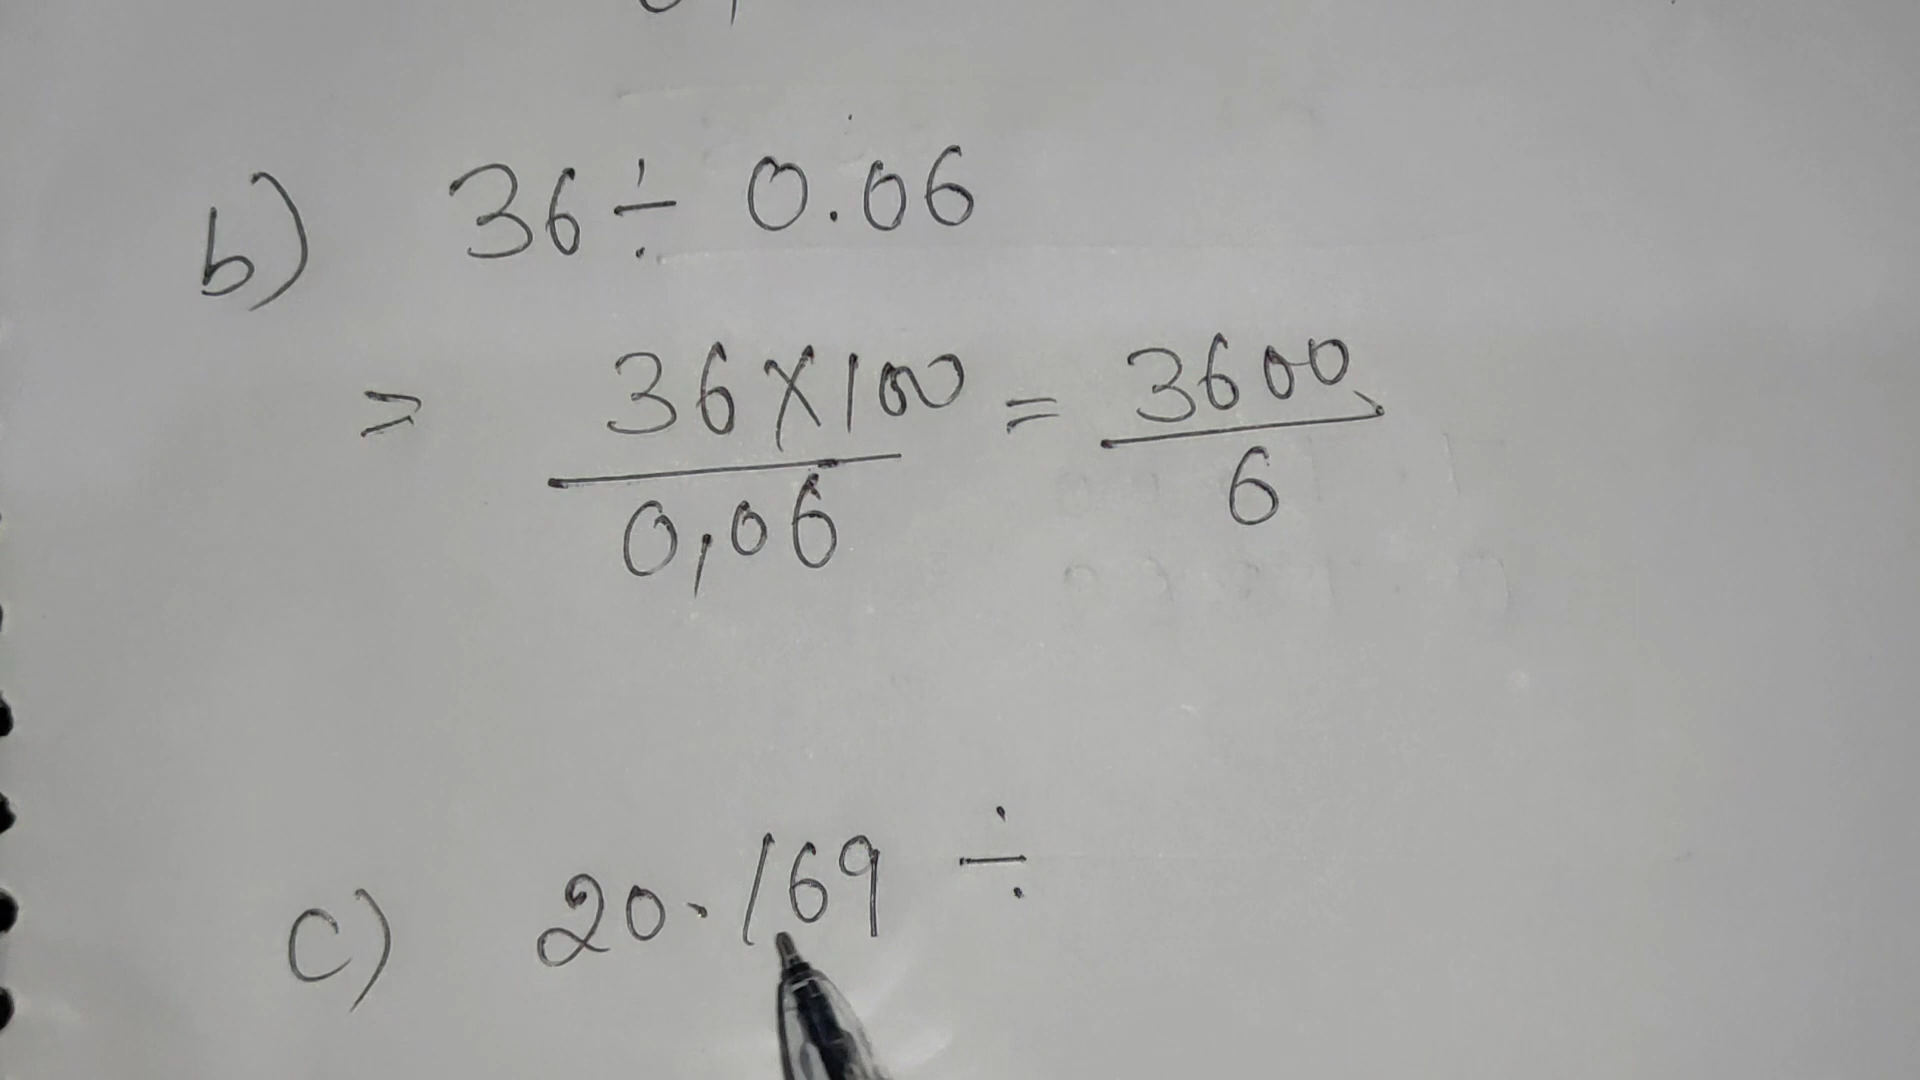 b) 36 ÷ 0.06
= 36×100 / 0,06 = 3600 / 6
c) 20.169 ÷